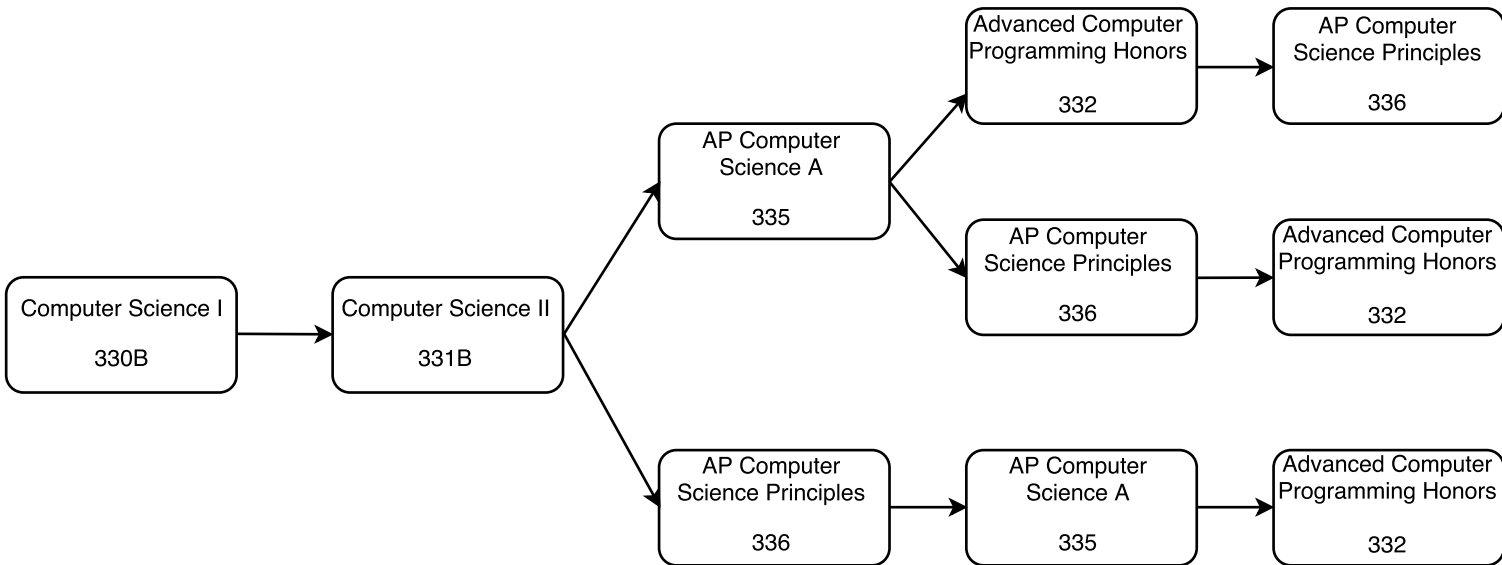 Computer Science I
330B
Computer Science II
331B
AP Computer
Science A
335
Advanced Computer
Programming Honors
332
AP Computer
Science Principles
336
AP Computer
Science Principles
336
Advanced Computer
Programming Honors
332
AP Computer
Science Principles
336
AP Computer
Science A
335
Advanced Computer
Programming Honors
332